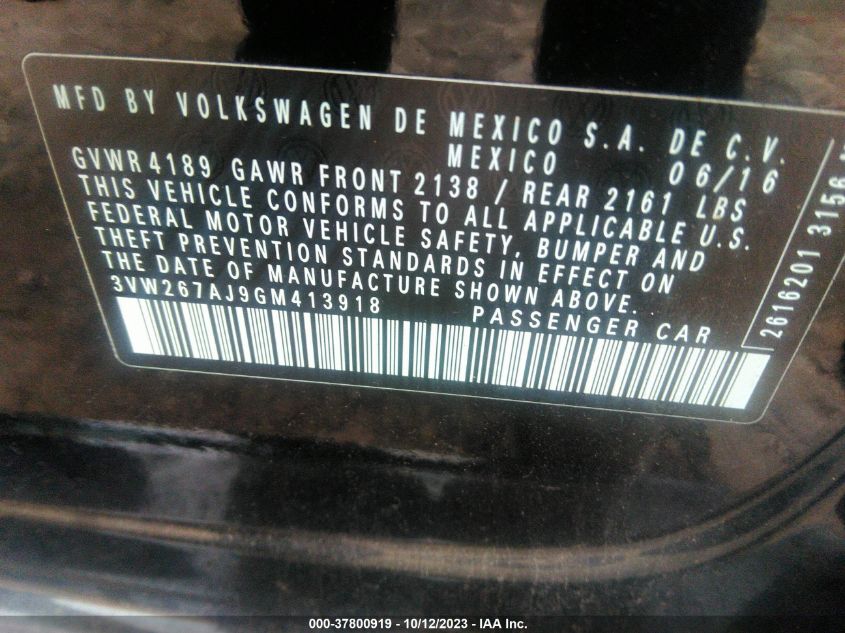 MFD BY VOLKSWAGEN DE MEXICO S.A. DE C.V.
MEXICO 06/16
GVWR 4189 GAWR FRONT 2138 / REAR 2161 LBS
THIS VEHICLE CONFORMS TO ALL APPLICABLE U.S.
FEDERAL MOTOR VEHICLE SAFETY, BUMPER AND
THEFT PREVENTION STANDARDS IN EFFECT ON
THE DATE OF MANUFACTURE SHOWN ABOVE.
3VW267AJ9GM413918 PASSENGER CAR
2616201 3156
000-37800919 - 10/12/2023 - IAA Inc.